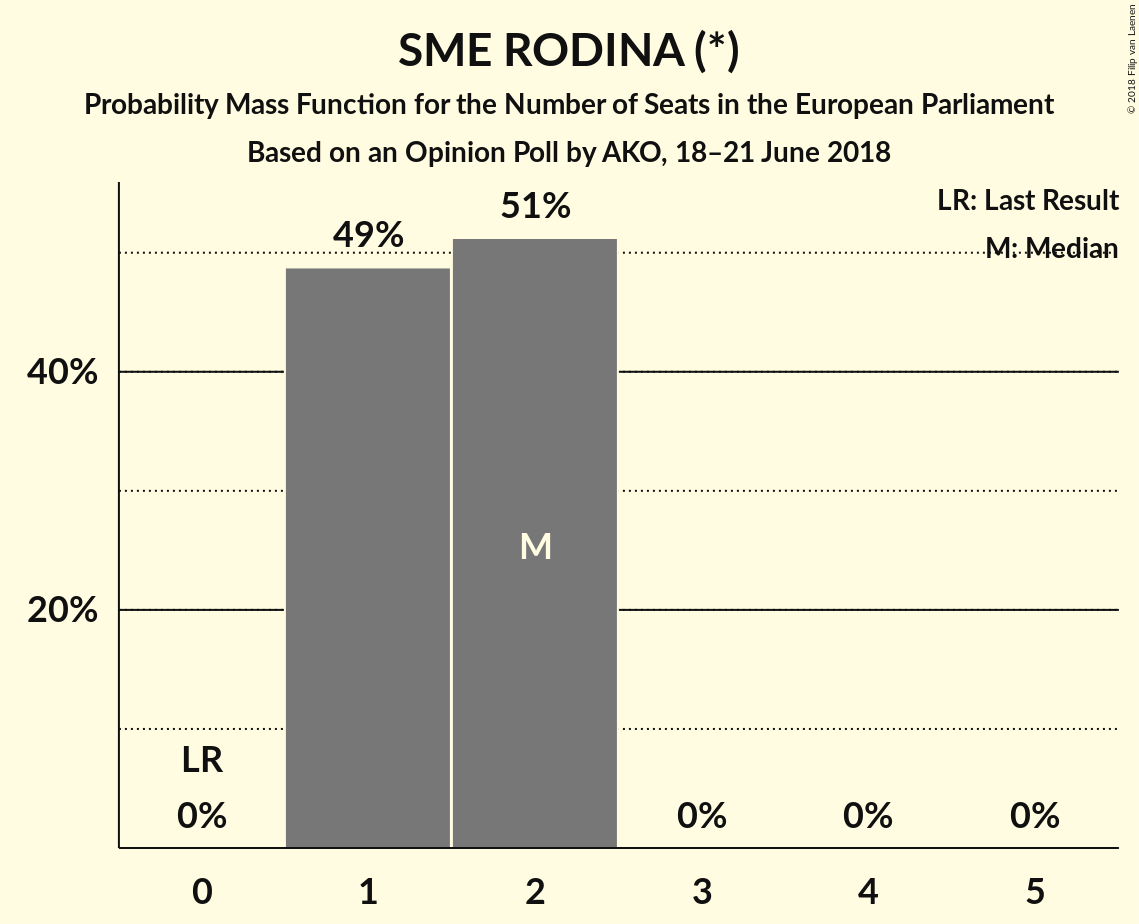 SME RODINA (*)
Probability Mass Function for the Number of Seats in the European Parliament
Based on an Opinion Poll by AKO, 18–21 June 2018
© 2018 Filip van Laenen
LR: Last Result
M: Median
49%
51%
40%
20%
M
LR
0%
0%
0%
0%
0
1
2
3
4
5